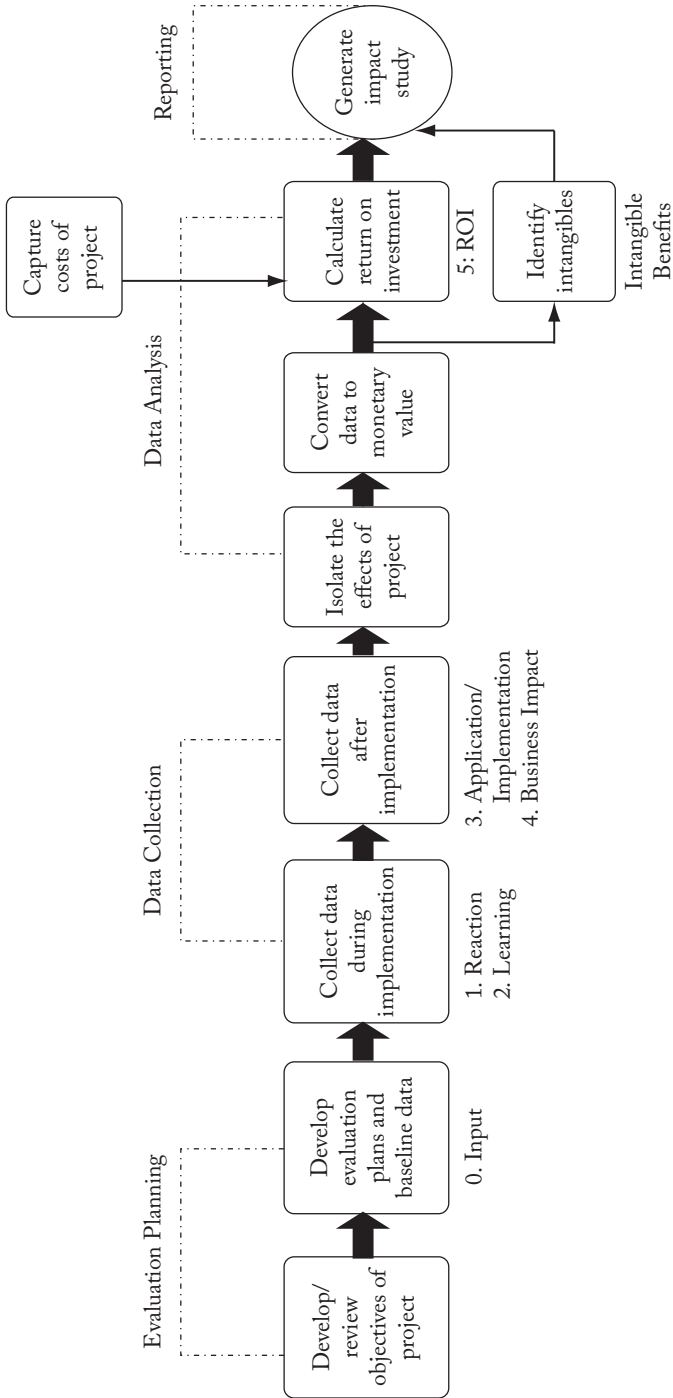 Evaluation Planning
Data Collection
Data Analysis
Reporting
Capture
costs of
project
Develop/
review
objectives of
project
Develop
evaluation
plans and
baseline data
Collect data
during
implementation
Collect data
after
implementation
Isolate the
effects of
project
Convert
data to
monetary
value
Calculate
return on
investment
Generate
impact
study
0. Input
1. Reaction
2. Learning
3. Application/
Implementation
4. Business Impact
5: ROI
Identify
intangibles
Intangible
Benefits